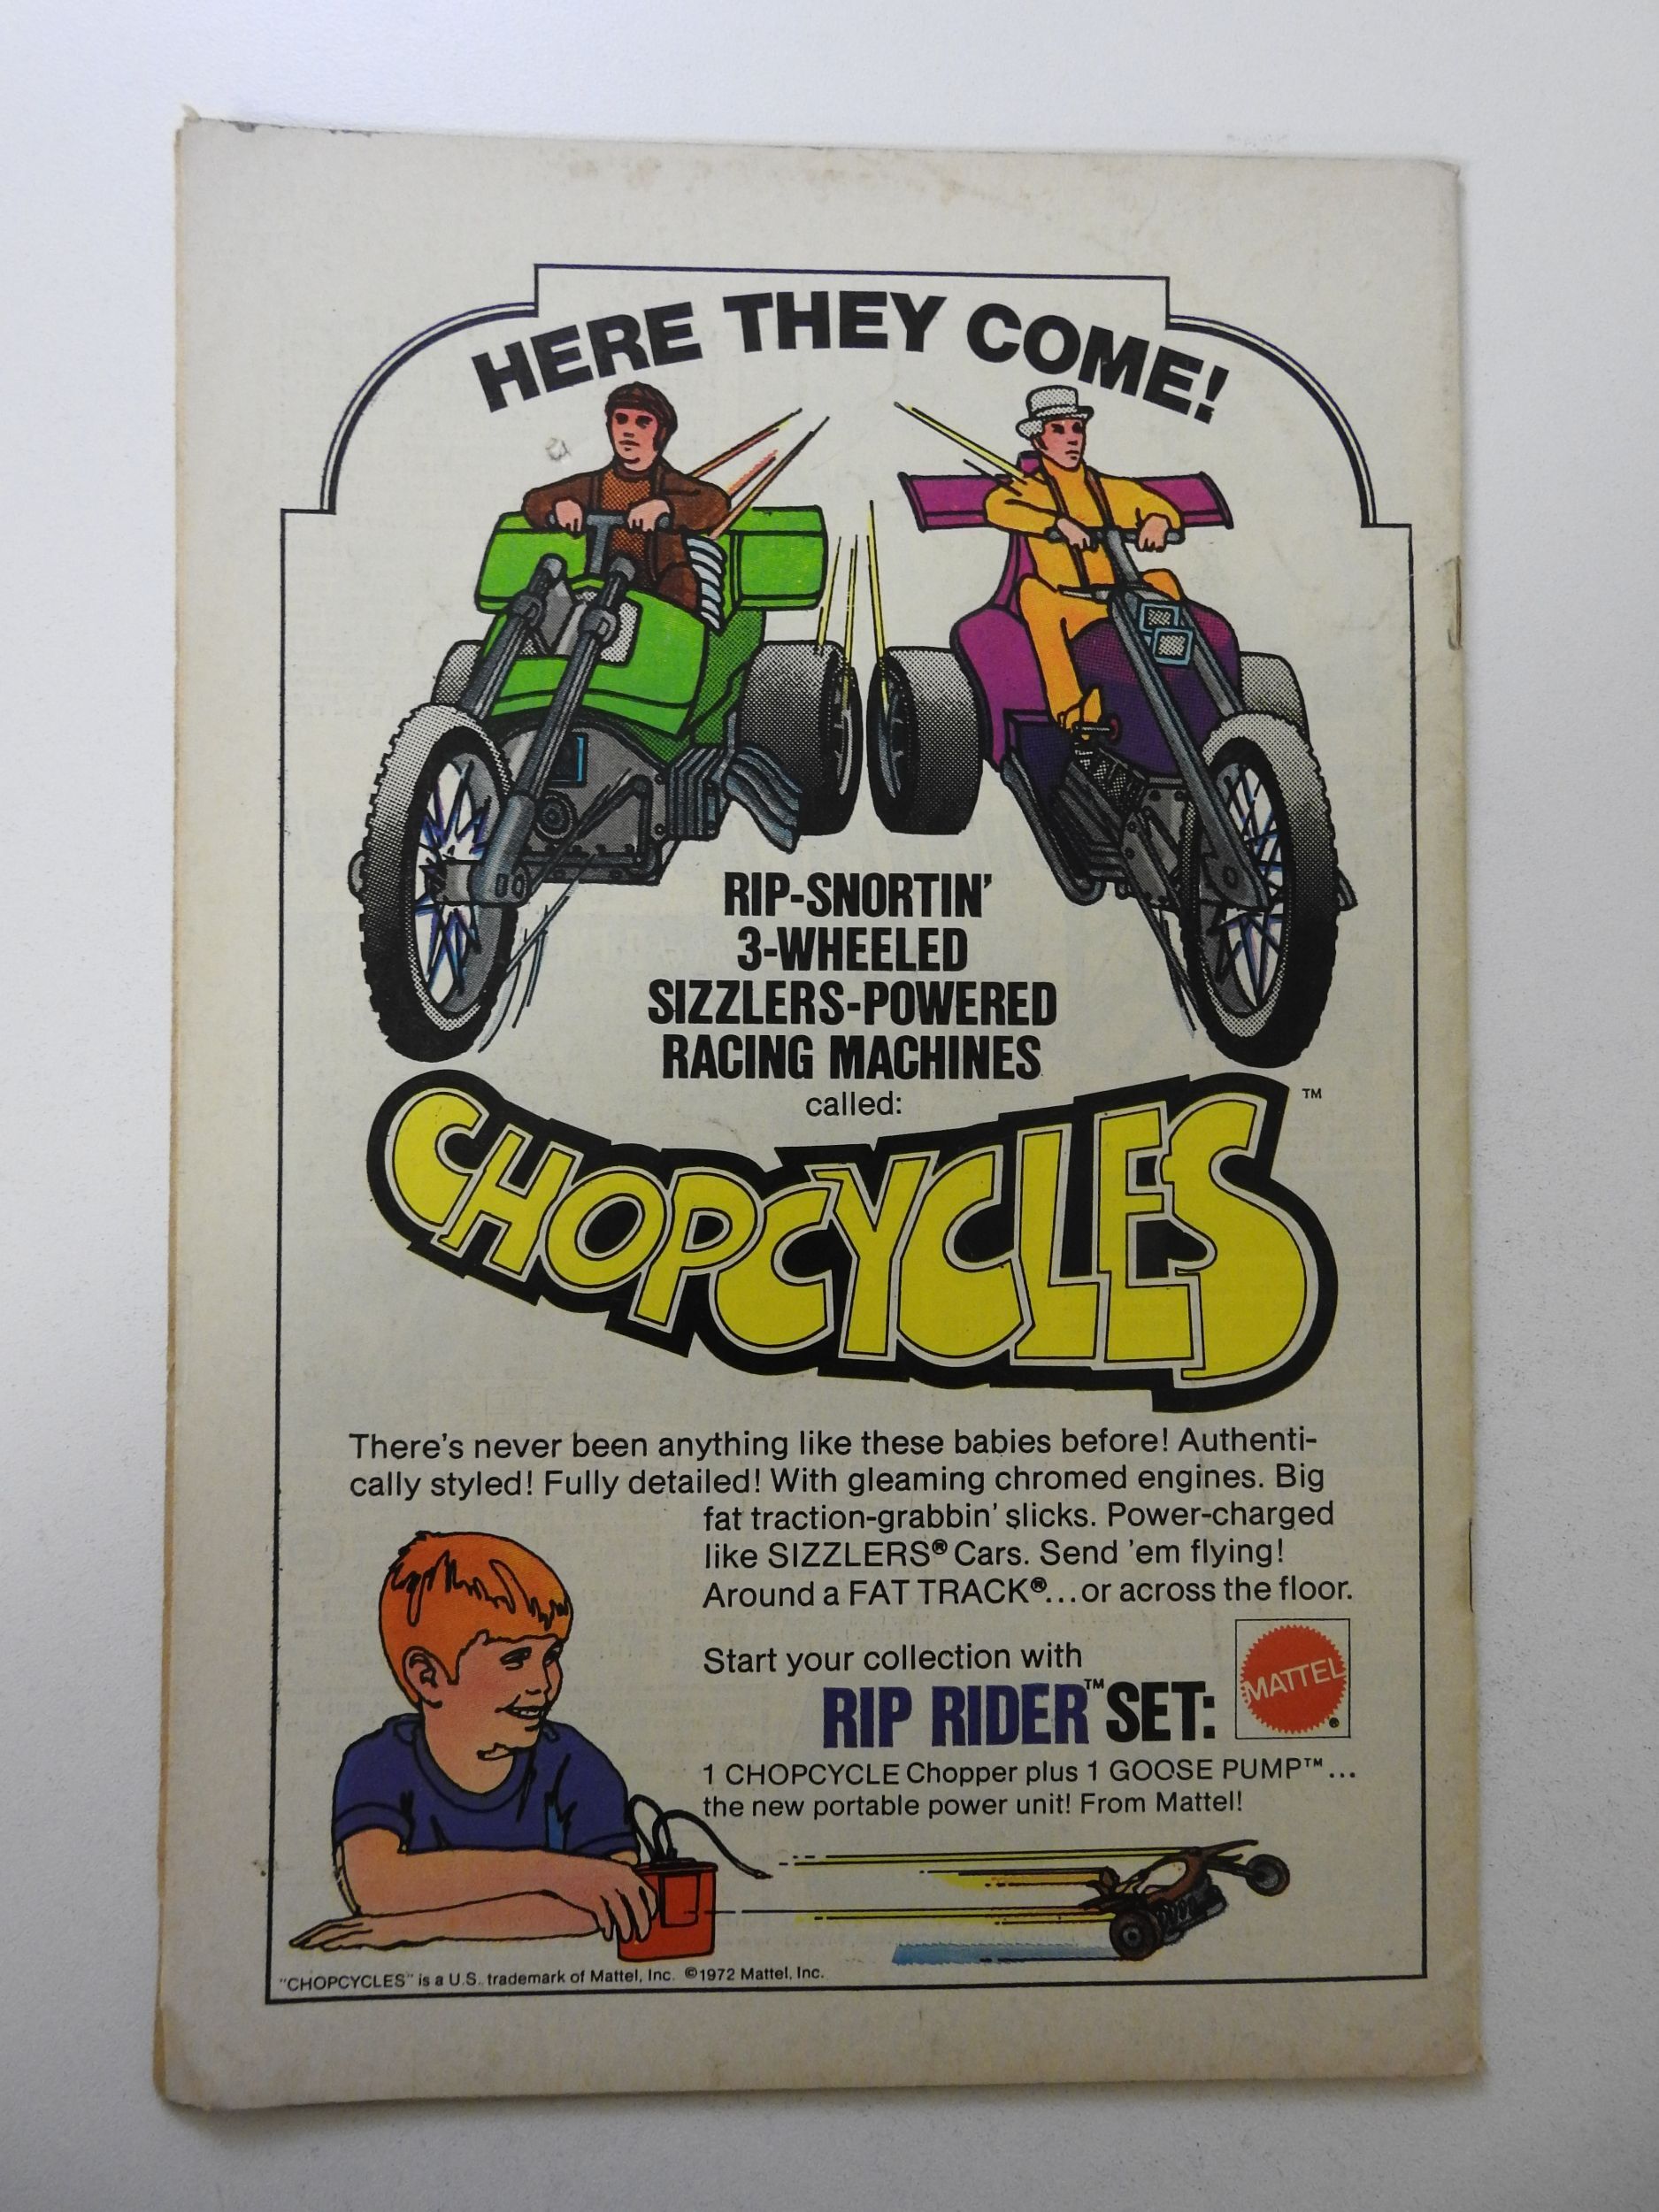 HERE THEY COME!
RIP-SNORTIN'
3-WHEELED
SIZZLERS-POWERED
RACING MACHINES
called:
CHOPCYCLES™
There's never been anything like these babies before! Authenti-
cally styled! Fully detailed! With gleaming chromed engines. Big
fat traction-grabbin' slicks. Power-charged
like SIZZLERS® Cars. Send 'em flying!
Around a FAT TRACK®...or across the floor.
Start your collection with
RIP RIDER™ SET:
MATTEL®
1 CHOPCYCLE Chopper plus 1 GOOSE PUMP™...
the new portable power unit! From Mattel!
"CHOPCYCLES" is a U.S. trademark of Mattel, Inc. ©1972 Mattel, Inc.